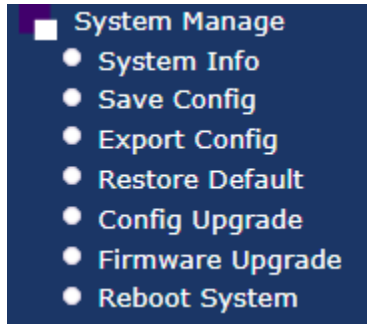 System Manage
System Info
Save Config
Export Config
Restore Default
Config Upgrade
Firmware Upgrade
Reboot System